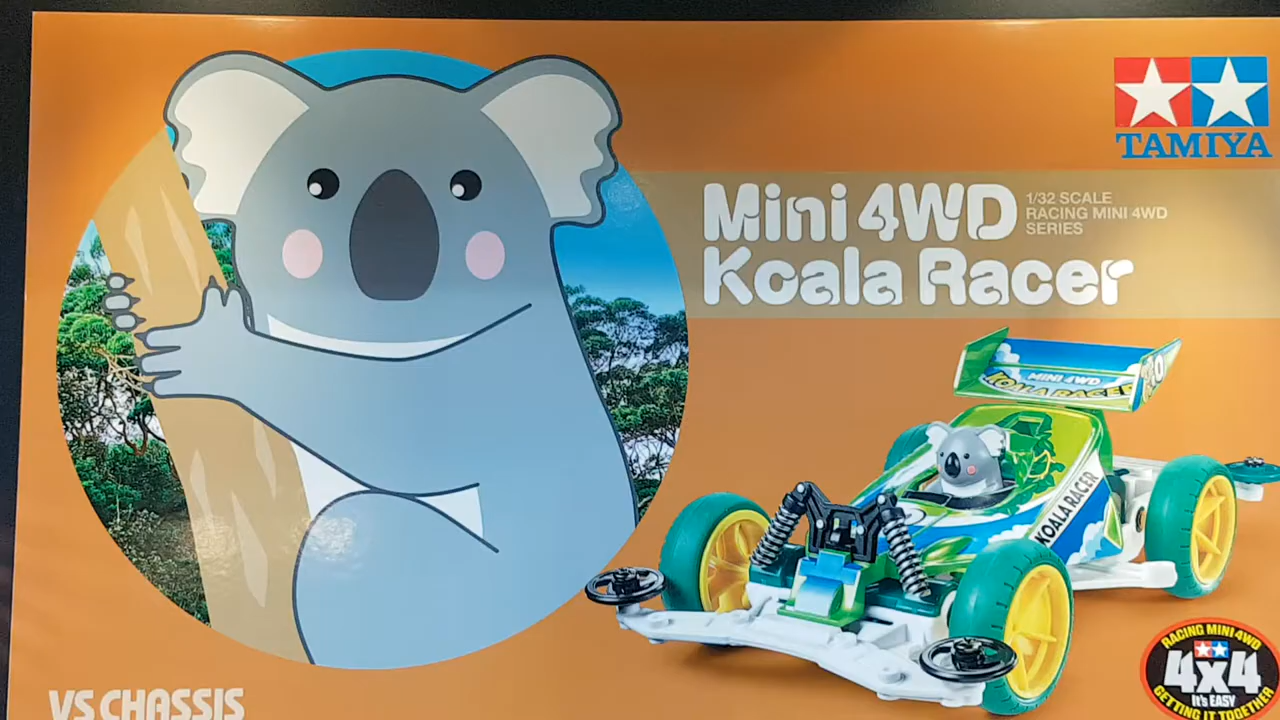 TAMIYA
Mini 4WD
1/32 SCALE
RACING MINI 4WD
SERIES
Koala Racer
MINI 4WD
KOALA RACER
KOALA RACER
RACING MINI 4WD
4x4
It's EASY
GETTING IT TOGETHER
VS CHASSIS